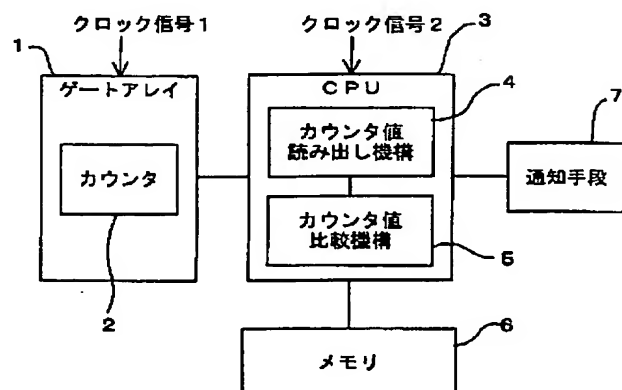 クロック信号1
クロック信号2
1
3
ゲートアレイ
CPU
4
7
カウンタ
カウンタ値
読み出し機構
通知手段
カウンタ値
比較機構
5
2
6
メモリ